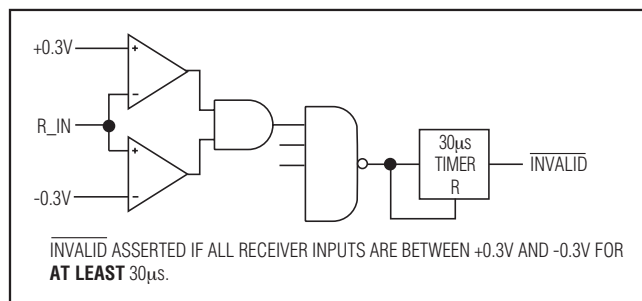 +0.3V
R_IN
-0.3V
+
-
+
-
30μs
TIMER
R
INVALID
INVALID ASSERTED IF ALL RECEIVER INPUTS ARE BETWEEN +0.3V AND -0.3V FOR
AT LEAST 30μs.